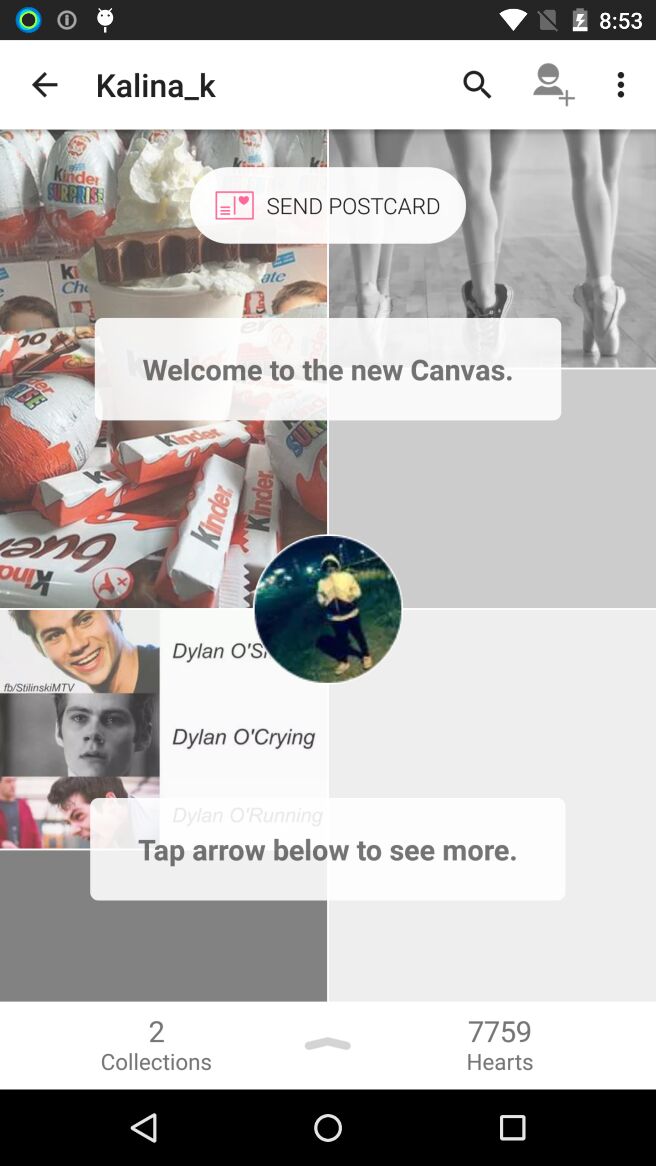 8:53
Kalina_k
Kinder
SURPRISE
SEND POSTCARD
Welcome to the new Canvas.
Kinder
Kinder
Kinder
bueno
Dylan O'S
fb/StilinskiMTV
Dylan O'Crying
Dylan O'Running
Tap arrow below to see more.
2
Collections
7759
Hearts